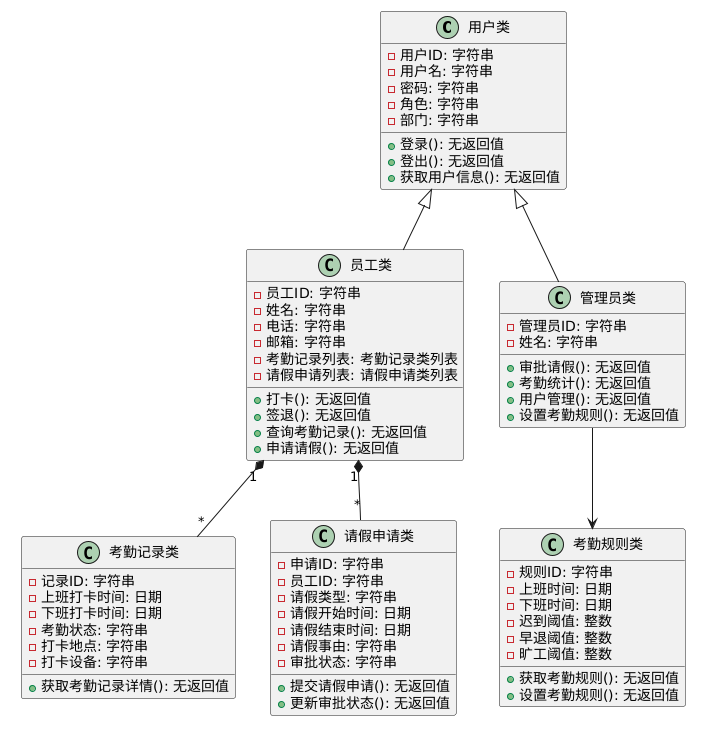 C 用户类
用户ID: 字符串
用户名: 字符串
密码: 字符串
角色: 字符串
部门: 字符串
登录(): 无返回值
登出(): 无返回值
获取用户信息(): 无返回值
C 员工类
员工ID: 字符串
姓名: 字符串
电话: 字符串
邮箱: 字符串
考勤记录列表: 考勤记录类列表
请假申请列表: 请假申请类列表
打卡(): 无返回值
签退(): 无返回值
查询考勤记录(): 无返回值
申请请假(): 无返回值
C 管理员类
管理员ID: 字符串
姓名: 字符串
审批请假(): 无返回值
考勤统计(): 无返回值
用户管理(): 无返回值
设置考勤规则(): 无返回值
1
*
1
*
C 考勤记录类
记录ID: 字符串
上班打卡时间: 日期
下班打卡时间: 日期
考勤状态: 字符串
打卡地点: 字符串
打卡设备: 字符串
获取考勤记录详情(): 无返回值
C 请假申请类
申请ID: 字符串
员工ID: 字符串
请假类型: 字符串
请假开始时间: 日期
请假结束时间: 日期
请假事由: 字符串
审批状态: 字符串
提交请假申请(): 无返回值
更新审批状态(): 无返回值
C 考勤规则类
规则ID: 字符串
上班时间: 日期
下班时间: 日期
迟到阈值: 整数
早退阈值: 整数
旷工阈值: 整数
获取考勤规则(): 无返回值
设置考勤规则(): 无返回值